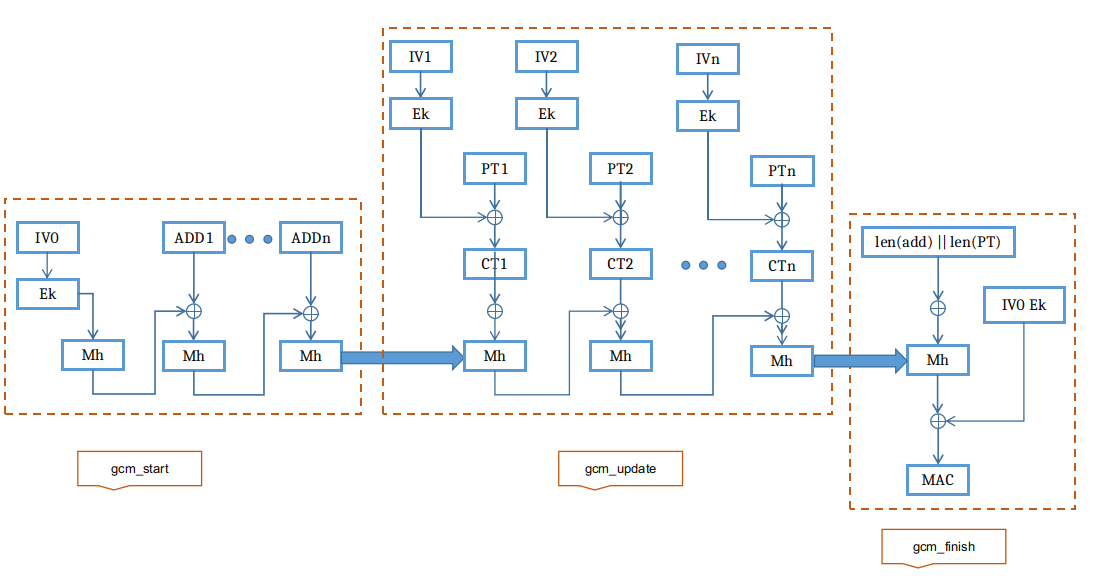 IV0
ADD1
ADDn
Ek
Mh
Mh
Mh
gcm_start
IV1
IV2
IVn
Ek
Ek
Ek
PT1
PT2
PTn
CT1
CT2
CTn
Mh
Mh
Mh
gcm_update
len(add) || len(PT)
IV0 Ek
Mh
MAC
gcm_finish